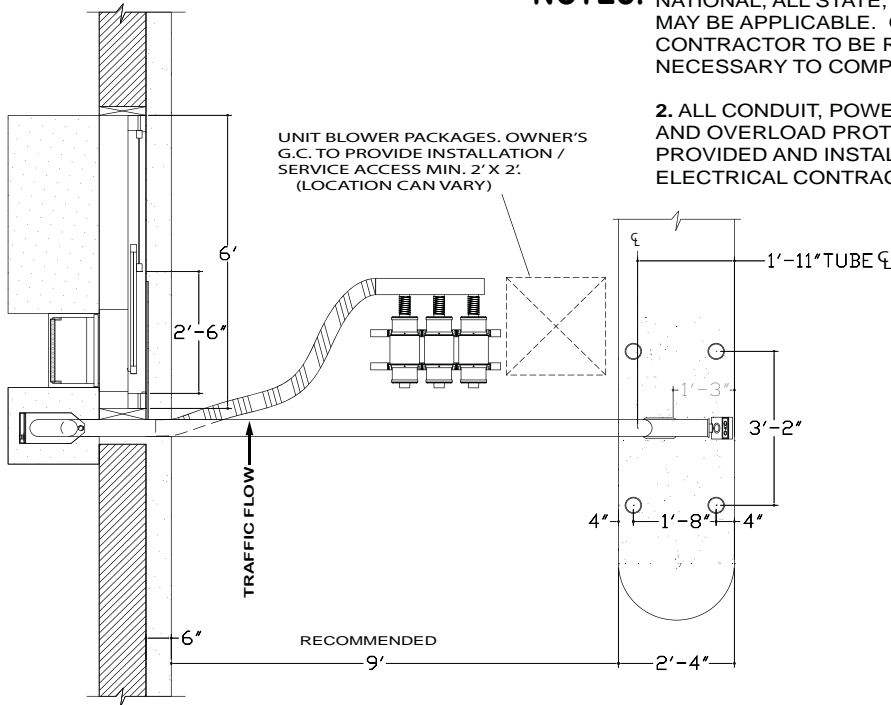 NOTES:
NATIONAL, ALL STATE,
MAY BE APPLICABLE.
CONTRACTOR TO BE R
NECESSARY TO COMP
2. ALL CONDUIT, POWE
AND OVERLOAD PROT
PROVIDED AND INSTAL
ELECTRICAL CONTRAC
UNIT BLOWER PACKAGES. OWNER'S
G.C. TO PROVIDE INSTALLATION /
SERVICE ACCESS MIN. 2' X 2'.
(LOCATION CAN VARY)
6'
℄
1'-11" TUBE ℄
2'-6"
1'-3"
3'-2"
TRAFFIC FLOW
4" 1'-8" 4"
6"
RECOMMENDED
9'
2'-4"